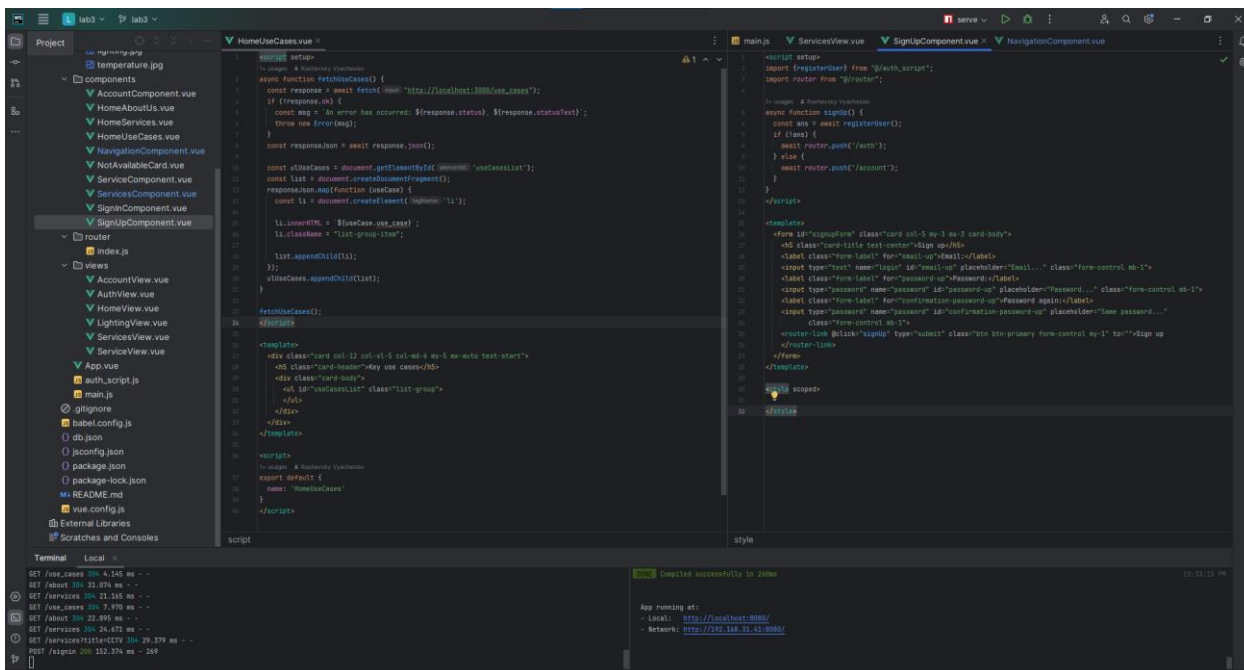 lab3 lab3 serve
Project
lighting.jpg
temperature.jpg
components
AccountComponent.vue
HomeAboutUs.vue
HomeServices.vue
HomeUseCases.vue
NavigationComponent.vue
NotAvailableCard.vue
ServiceComponent.vue
ServicesComponent.vue
SignInComponent.vue
SignUpComponent.vue
router
index.js
views
AccountView.vue
AuthView.vue
HomeView.vue
LightingView.vue
ServicesView.vue
ServiceView.vue
App.vue
auth_script.js
main.js
.gitignore
babel.config.js
db.json
jsconfig.json
package.json
package-lock.json
README.md
vue.config.js
External Libraries
Scratches and Consoles
HomeUseCases.vue
<script setup>
1+ usages Rashevsky Vyacheslav
async function fetchUseCases() {
const response = await fetch( input: "http://localhost:3000/use_cases");
if (!response.ok) {
const msg = `An error has occurred: ${response.status}, ${response.statusText}`;
throw new Error(msg);
}
const responseJson = await response.json();
const ulUseCases = document.getElementById( elementId: 'useCasesList');
const list = document.createDocumentFragment();
responseJson.map(function (useCase) {
const li = document.createElement( tagName: 'li');
li.innerHTML = `${useCase.use_case}`;
li.className = "list-group-item";
list.appendChild(li);
});
ulUseCases.appendChild(list);
}
fetchUseCases();
</script>
<template>
<div class="card col-12 col-xl-5 col-md-6 my-5 mx-auto text-start">
<h5 class="card-header">Key use cases</h5>
<div class="card-body">
<ul id="useCasesList" class="list-group">
</ul>
</div>
</div>
</template>
<script>
1+ usages Rashevsky Vyacheslav
export default {
name: 'HomeUseCases'
}
</script>
script
main.js ServicesView.vue SignUpComponent.vue NavigationComponent.vue
<script setup>
import {registerUser} from "@/auth_script";
import router from "@/router";
1+ usages Rashevsky Vyacheslav
async function signUp() {
const ans = await registerUser();
if (!ans) {
await router.push('/auth');
} else {
await router.push('/account');
}
}
</script>
<template>
<form id="signupForm" class="card col-5 my-3 mx-3 card-body">
<h5 class="card-title text-center">Sign up</h5>
<label class="form-label" for="email-up">Email:</label>
<input type="text" name="login" id="email-up" placeholder="Email..." class="form-control mb-1">
<label class="form-label" for="password-up">Password:</label>
<input type="password" name="password" id="password-up" placeholder="Password..." class="form-control mb-1">
<label class="form-label" for="confirmation-password-up">Password again:</label>
<input type="password" name="password" id="confirmation-password-up" placeholder="Same password..."
class="form-control mb-1">
<router-link @click="signUp" type="submit" class="btn btn-primary form-control my-1" to="">Sign up
</router-link>
</form>
</template>
<style scoped>
</style>
style
Terminal Local
GET /use_cases 304 4.145 ms - -
GET /about 304 31.074 ms - -
GET /services 304 21.165 ms - -
GET /use_cases 304 7.970 ms - -
GET /about 304 22.895 ms - -
GET /services 304 24.671 ms - -
GET /services?title=CCTV 304 29.379 ms - -
POST /signin 200 152.374 ms - 269
DONE Compiled successfully in 268ms 10:33:15 PM
App running at:
- Local: http://localhost:8080/
- Network: http://192.168.31.41:8080/